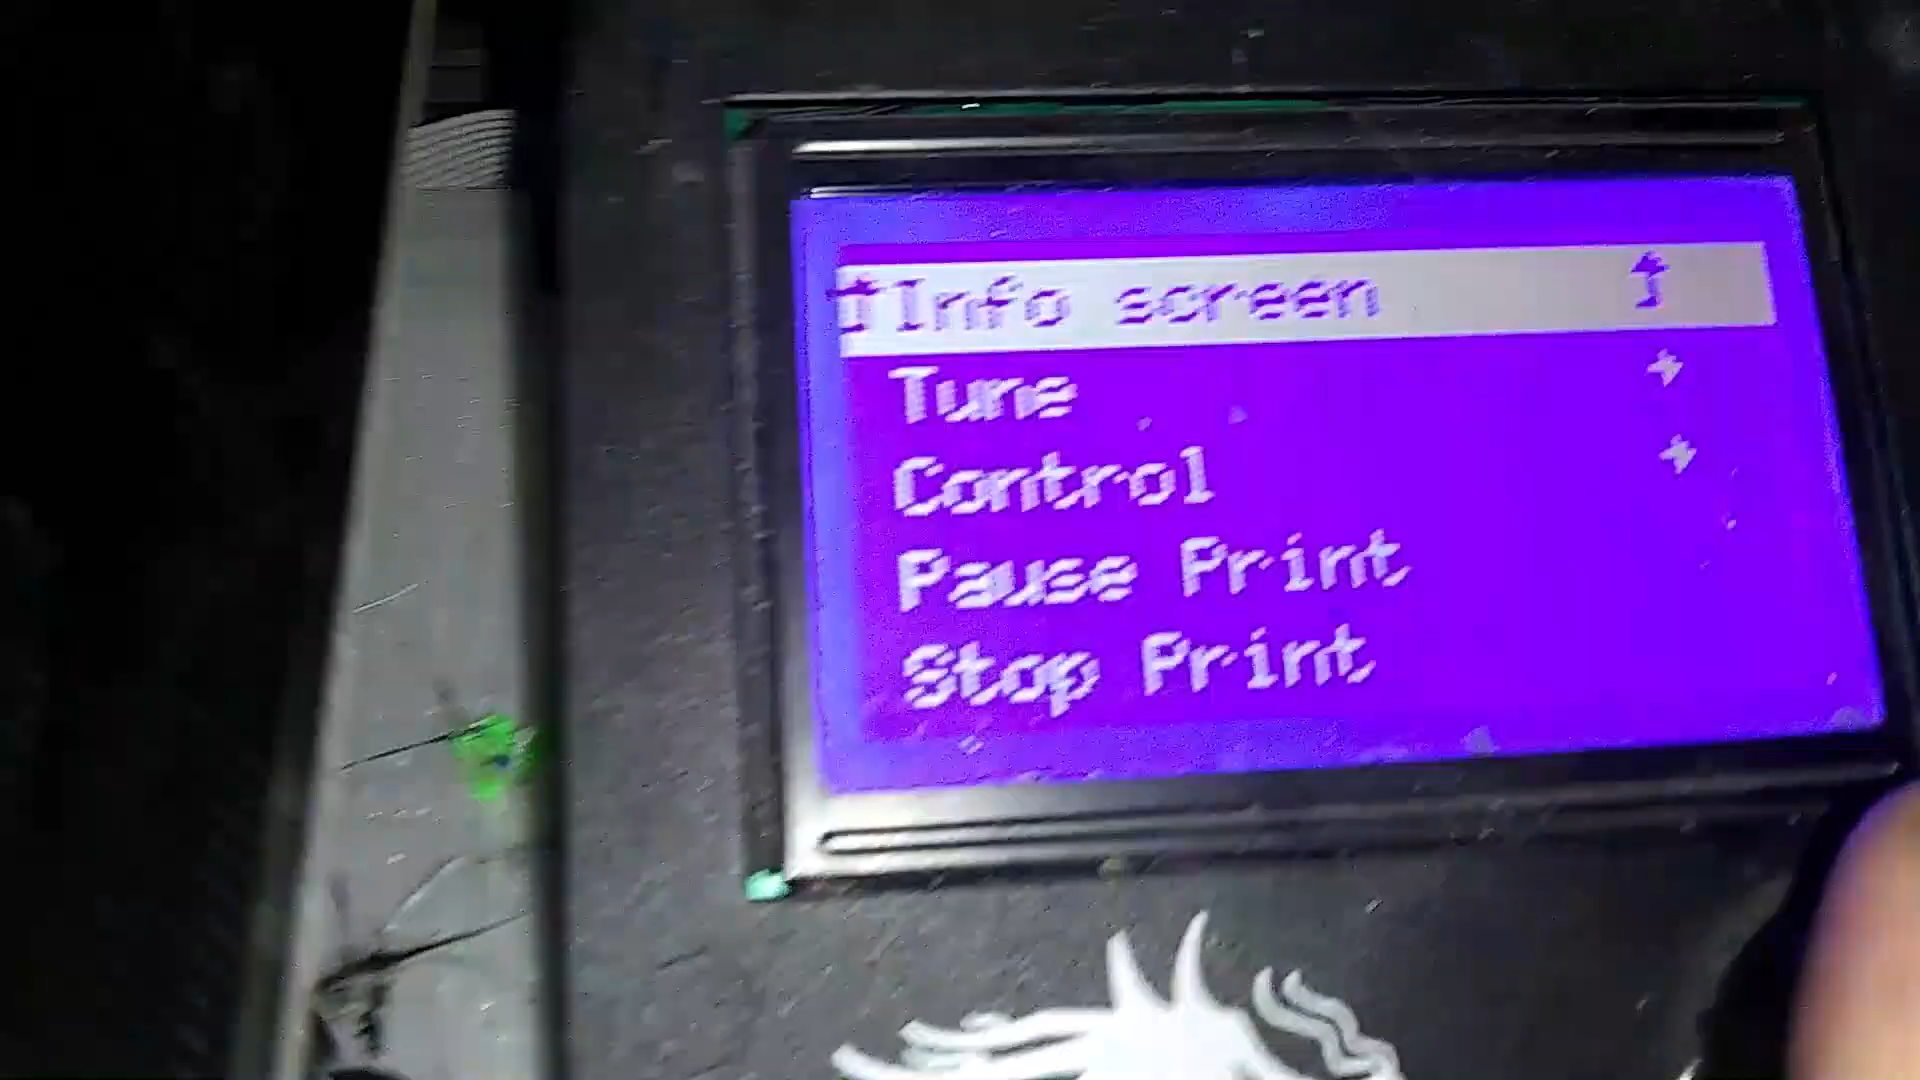 Info screen
Tune
Control
Pause Print
Stop Print